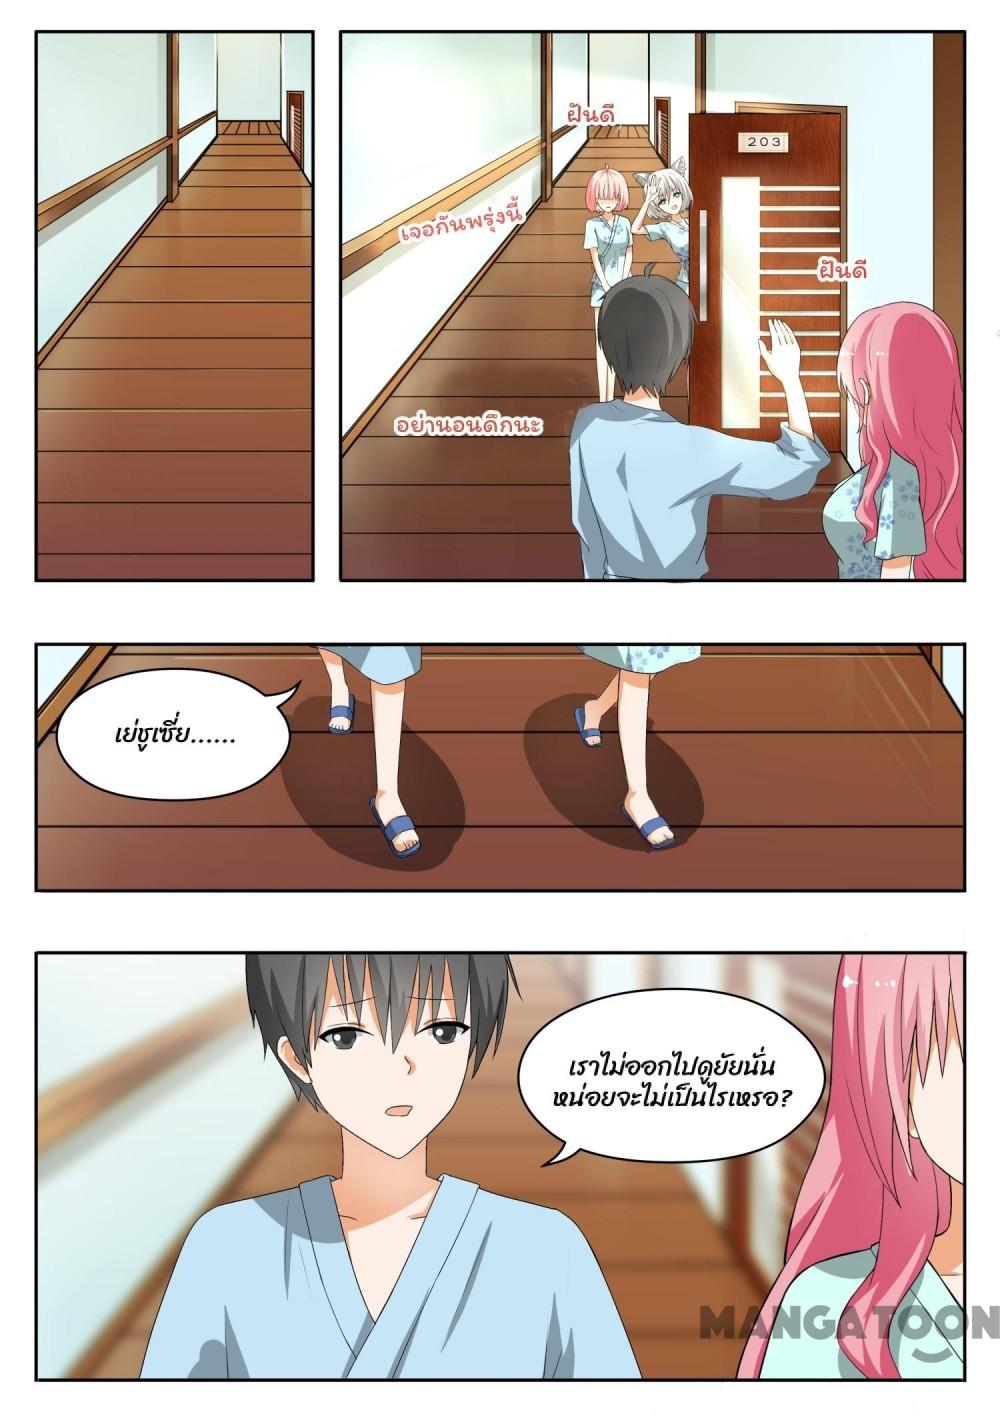 ฝันดี
203
เจอกันพรุ่งนี้
ฝันดี
อย่านอนดึกนะ
เย่ชูเซี่ย......
เราไม่ออกไปดูยัยนั่น
หน่อยจะไม่เป็นไรเหรอ?
MANGATOON